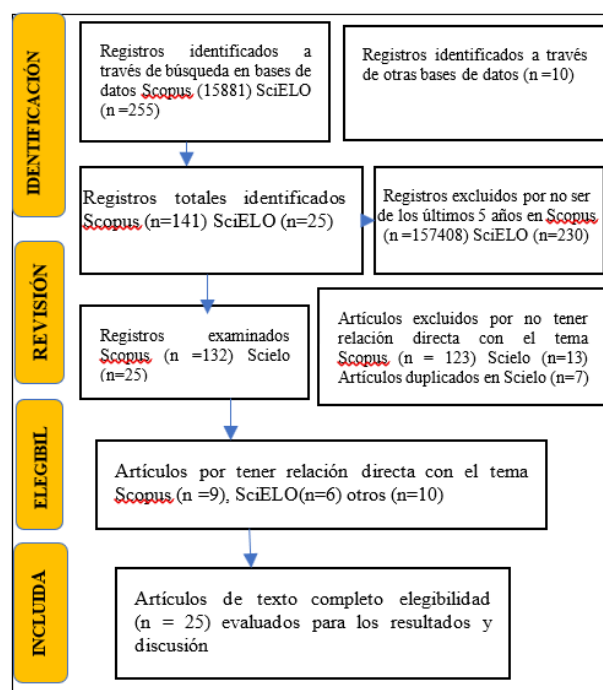 IDENTIFICACIÓN
Registros identificados a
través de búsqueda en bases de
datos Scopus (15881) SciELO
(n =255)
Registros identificados a través
de otras bases de datos (n =10)
Registros totales identificados
Scopus (n=141) SciELO (n=25)
Registros excluidos por no ser
de los últimos 5 años en Scopus
(n =157408) SciELO (n=230)
REVISIÓN
Registros examinados
Scopus (n =132) Scielo
(n=25)
Artículos excluidos por no tener
relación directa con el tema
Scopus (n = 123) Scielo (n=13)
Artículos duplicados en Scielo (n=7)
ELEGIBIL
Artículos por tener relación directa con el tema
Scopus (n =9), SciELO(n=6) otros (n=10)
INCLUIDA
Artículos de texto completo elegibilidad
(n = 25) evaluados para los resultados y
discusión